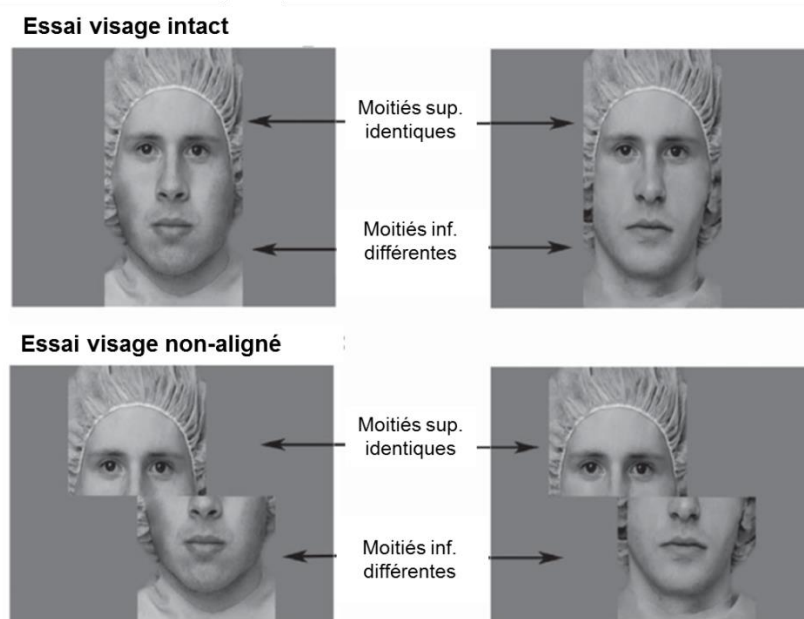 Essai visage intact
Moitiés sup.
identiques
Moitiés inf.
différentes
Essai visage non-aligné
Moitiés sup.
identiques
Moitiés inf.
différentes